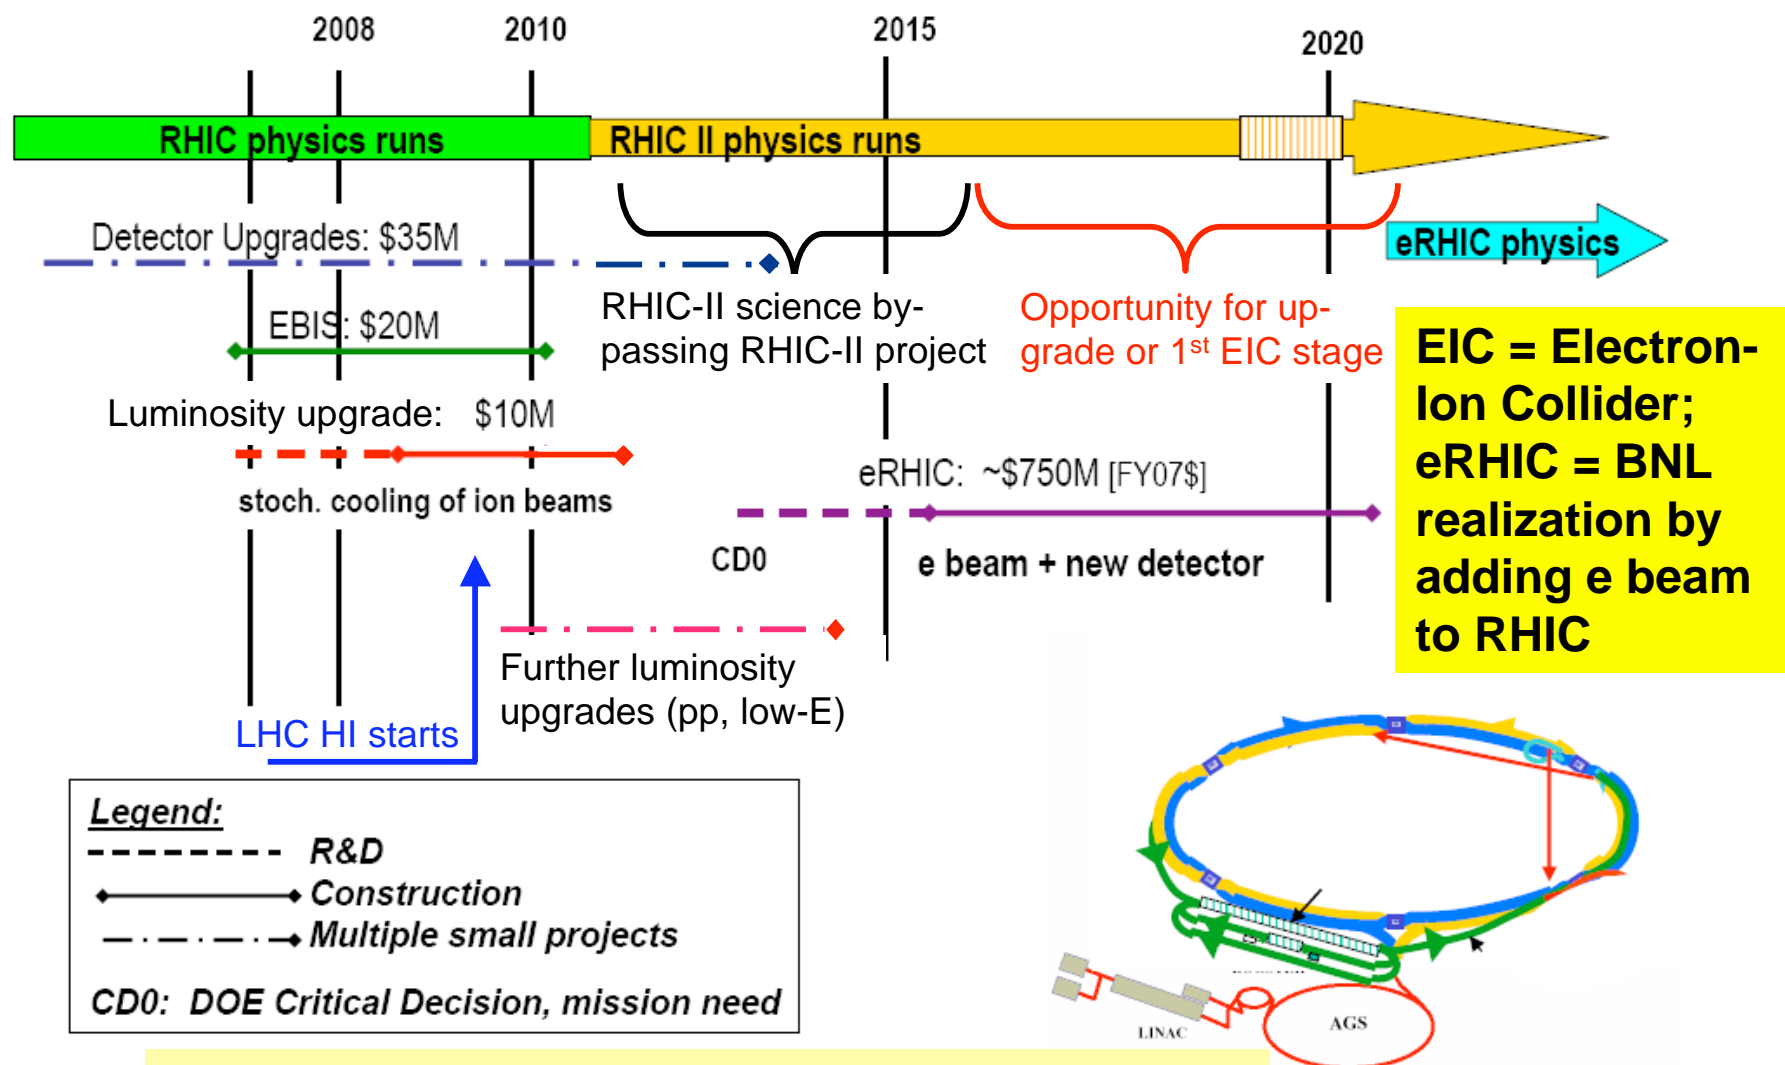 2008 2010 2015 2020
RHIC physics runs
RHIC II physics runs
Detector Upgrades: $35M
eRHIC physics
EBIS: $20M
RHIC-II science by-
passing RHIC-II project
Opportunity for up-
grade or 1st EIC stage
EIC = Electron-
Ion Collider;
eRHIC = BNL
realization by
adding e beam
to RHIC
Luminosity upgrade: $10M
stoch. cooling of ion beams
eRHIC: ~$750M [FY07$]
CD0
e beam + new detector
Further luminosity
upgrades (pp, low-E)
LHC HI starts
Legend:
R&D
Construction
Multiple small projects
CD0: DOE Critical Decision, mission need
LINAC
AGS